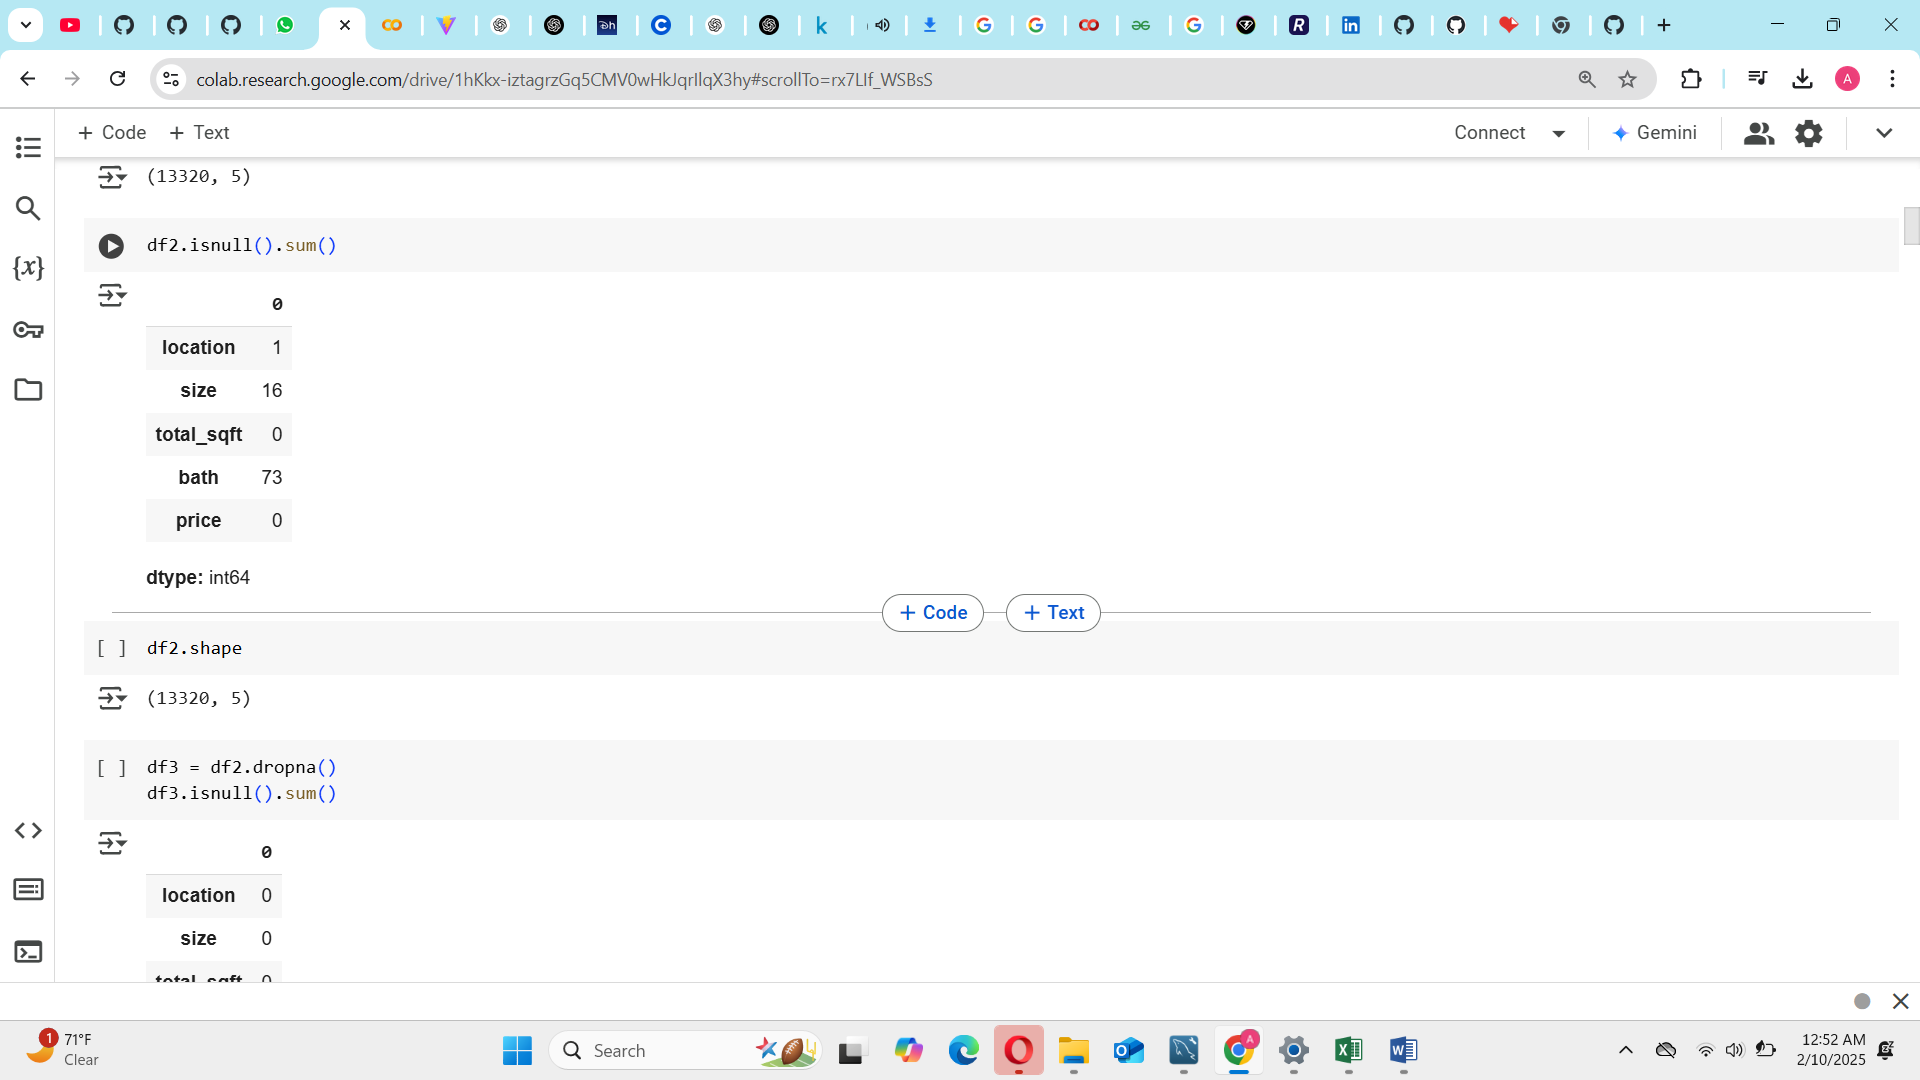 colab.research.google.com/drive/1hKkx-iztagrzGq5CMV0wHkJqrIlqX3hy#scrollTo=rx7LIf_WSBsS
A
+ Code + Text
Connect
Gemini
(13320, 5)
{x}
df2.isnull().sum()
0
location 1
size 16
total_sqft 0
bath 73
price 0
dtype: int64
+ Code + Text
[ ] df2.shape
(13320, 5)
[ ] df3 = df2.dropna()
df3.isnull().sum()
0
location 0
size 0
total_sqft 0
1
71°F
Clear
Search
12:52 AM
2/10/2025